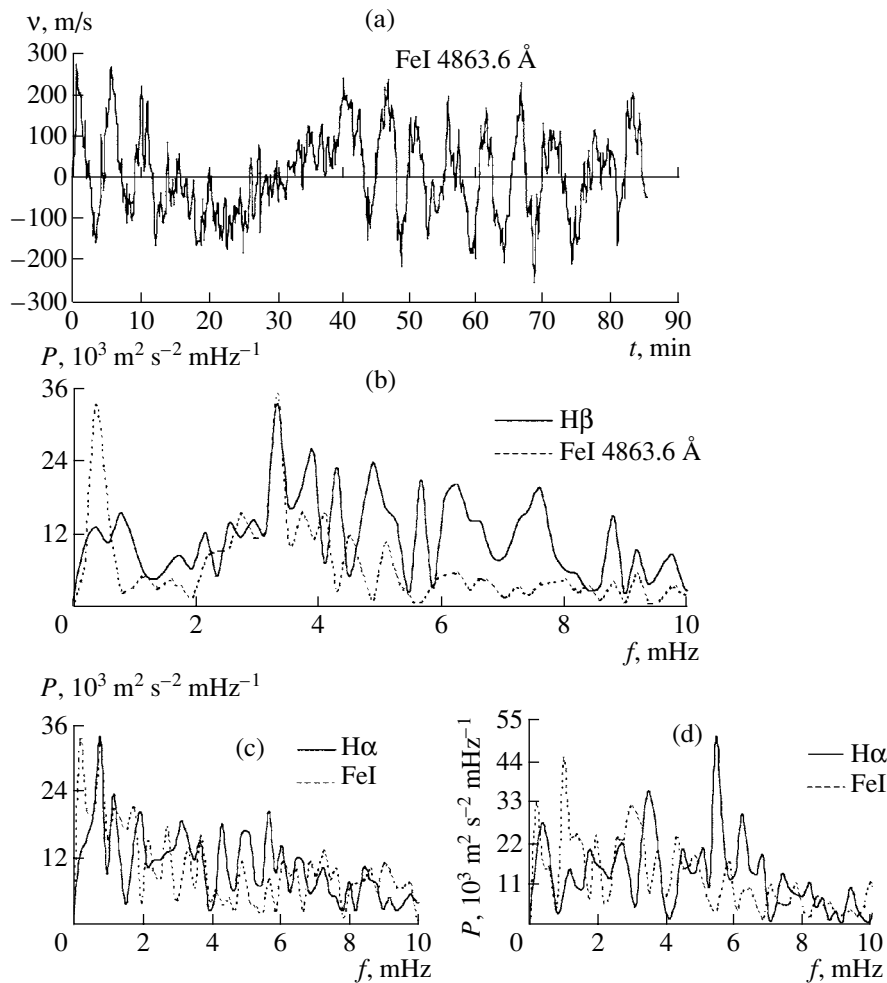 (a)
ν, m/s
FeI 4863.6 Å
300
200
100
0
−100
−200
−300
0 10 20 30 40 50 60 70 80 90
t, min
P, 10³ m² s⁻² mHz⁻¹
(b)
36
24
12
0 2 4 6 8 10
Hβ
FeI 4863.6 Å
f, mHz
P, 10³ m² s⁻² mHz⁻¹
(c)
36
24
12
0 2 4 6 8 10
Hα
FeI
f, mHz
(d)
P, 10³ m² s⁻² mHz⁻¹
55
44
33
22
11
0 2 4 6 8 10
Hα
FeI
f, mHz